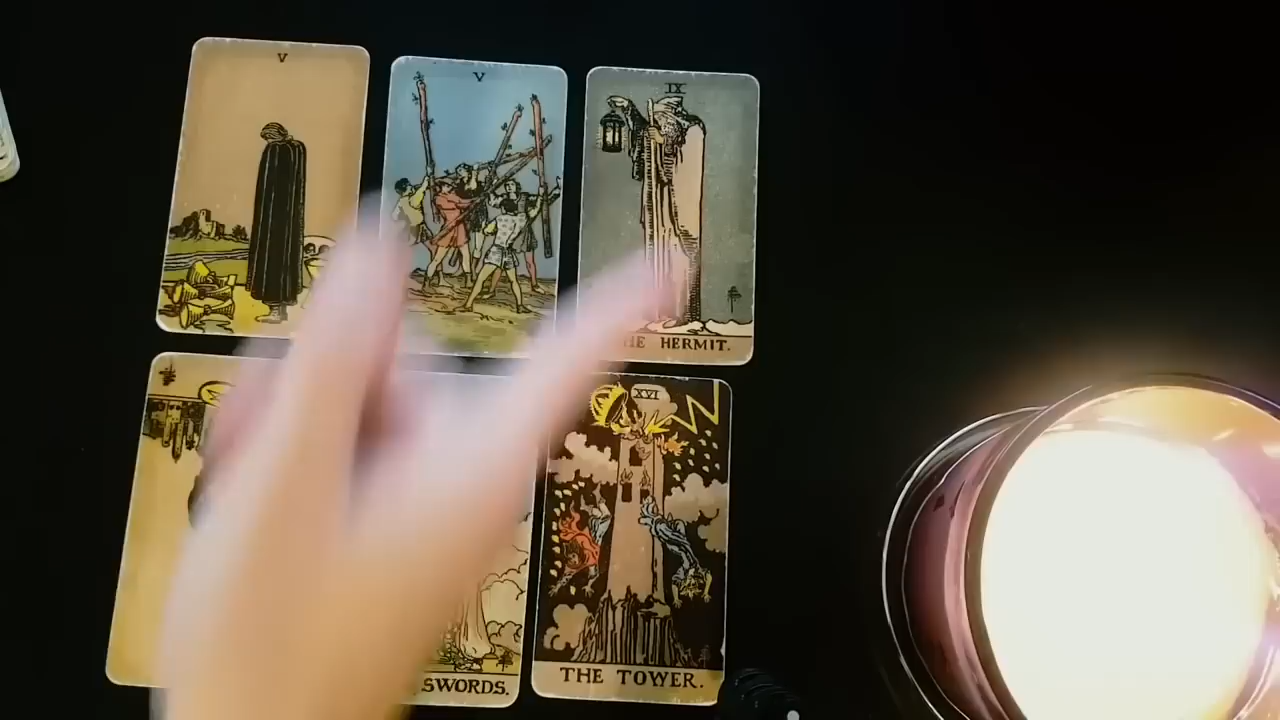 V
V
IX
HE HERMIT.
XVI
SWORDS.
THE TOWER.